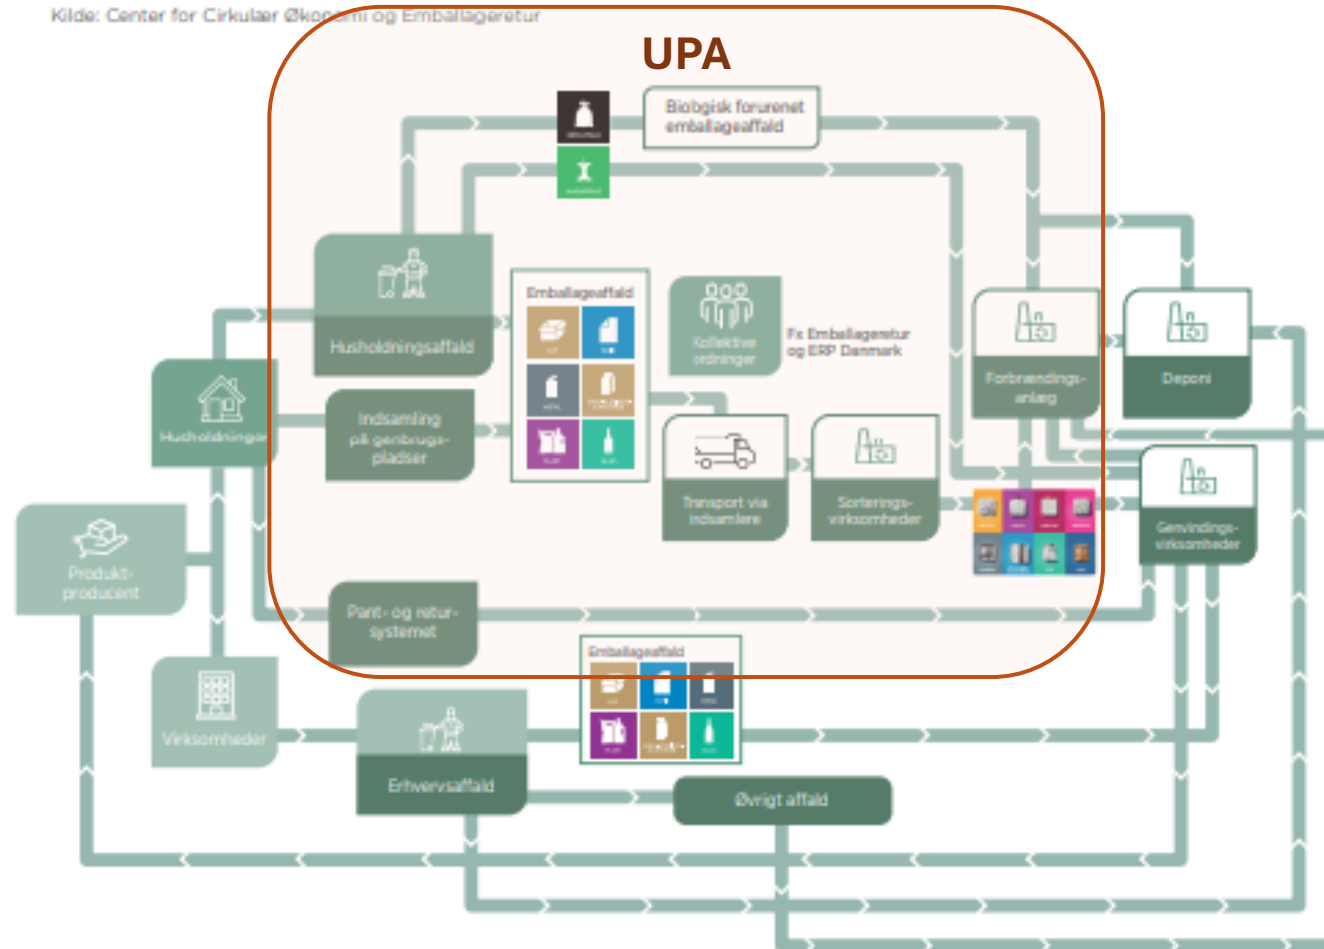 Kilde: Center for Cirkulær Økonomi og Emballageretur
UPA
Biologisk forurenet
emballageaffald
Husholdningsaffald
Emballageaffald
Kollektive
ordninger
Fx Emballageretur
og ERP Danmark
Forbrændings-
anlæg
Deponi
Husholdninger
Indsamling
på genbrugs-
pladser
Transport via
indsamlere
Sorterings-
virksomheder
Genvindings-
virksomheder
Produkt-
producent
Pant- og retur-
systemet
Emballageaffald
Virksomheder
Erhvervsaffald
Øvrigt affald